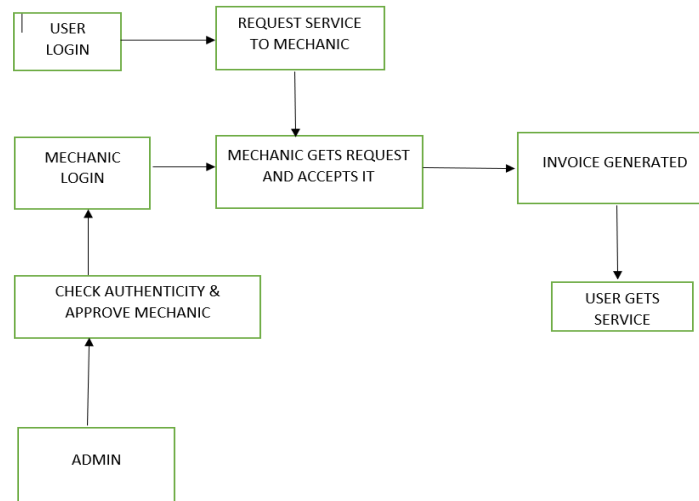 USER
LOGIN
REQUEST SERVICE
TO MECHANIC
MECHANIC
LOGIN
MECHANIC GETS REQUEST
AND ACCEPTS IT
INVOICE GENERATED
CHECK AUTHENTICITY &
APPROVE MECHANIC
USER GETS
SERVICE
ADMIN